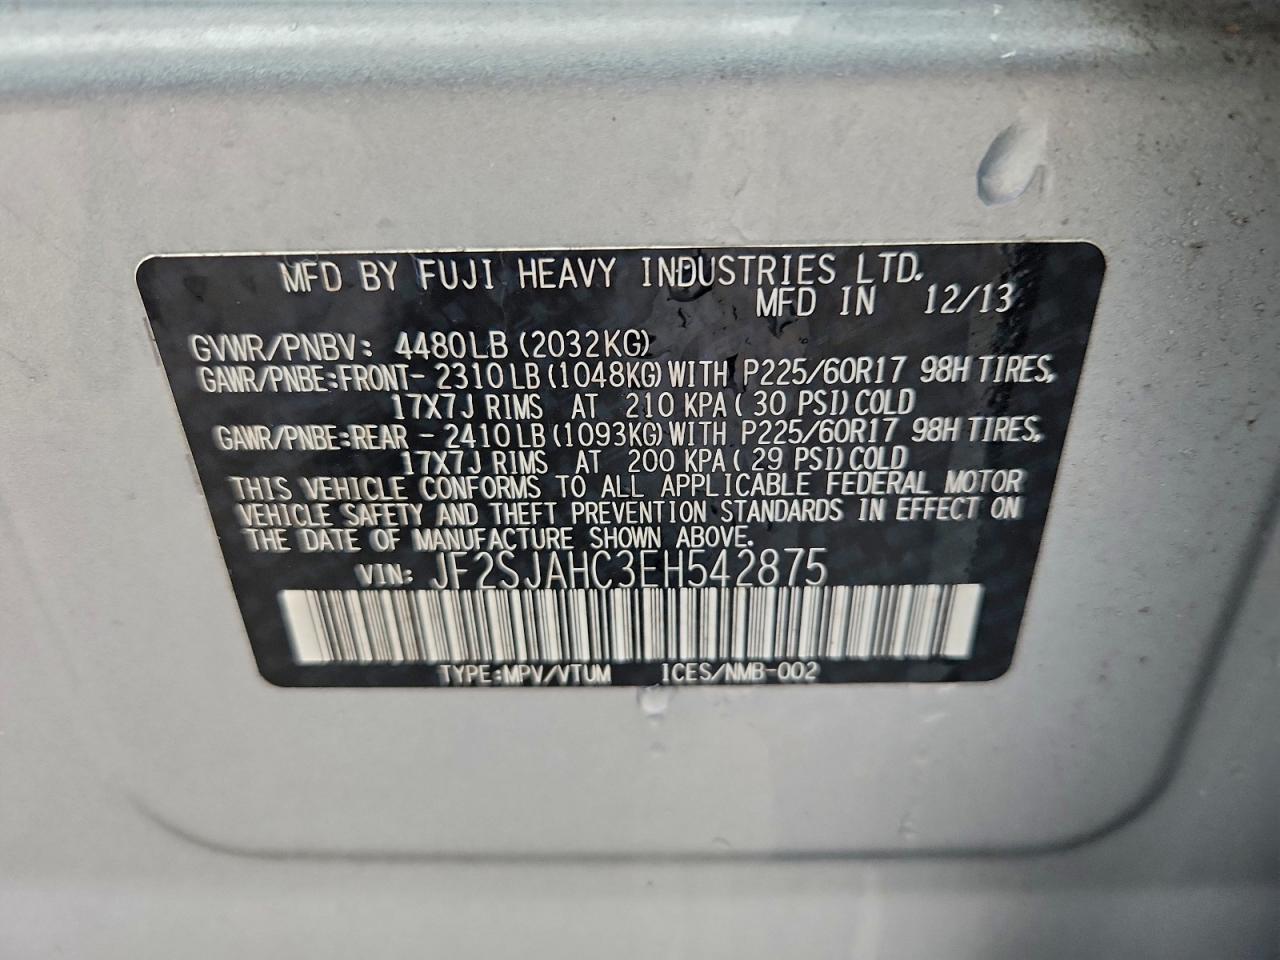 MFD BY FUJI HEAVY INDUSTRIES LTD.
MFD IN 12/13
GVWR/PNBV: 4480LB (2032KG)
GAWR/PNBE:FRONT- 2310LB (1048KG) WITH P225/60R17 98H TIRES,
17X7J RIMS AT 210 KPA ( 30 PSI) COLD
GAWR/PNBE:REAR - 2410LB (1093KG) WITH P225/60R17 98H TIRES,
17X7J RIMS AT 200 KPA ( 29 PSI) COLD
THIS VEHICLE CONFORMS TO ALL APPLICABLE FEDERAL MOTOR
VEHICLE SAFETY AND THEFT PREVENTION STANDARDS IN EFFECT ON
THE DATE OF MANUFACTURE SHOWN ABOVE.
VIN: JF2SJAHC3EH542875
TYPE:MPV/VTUM ICES/NMB-002